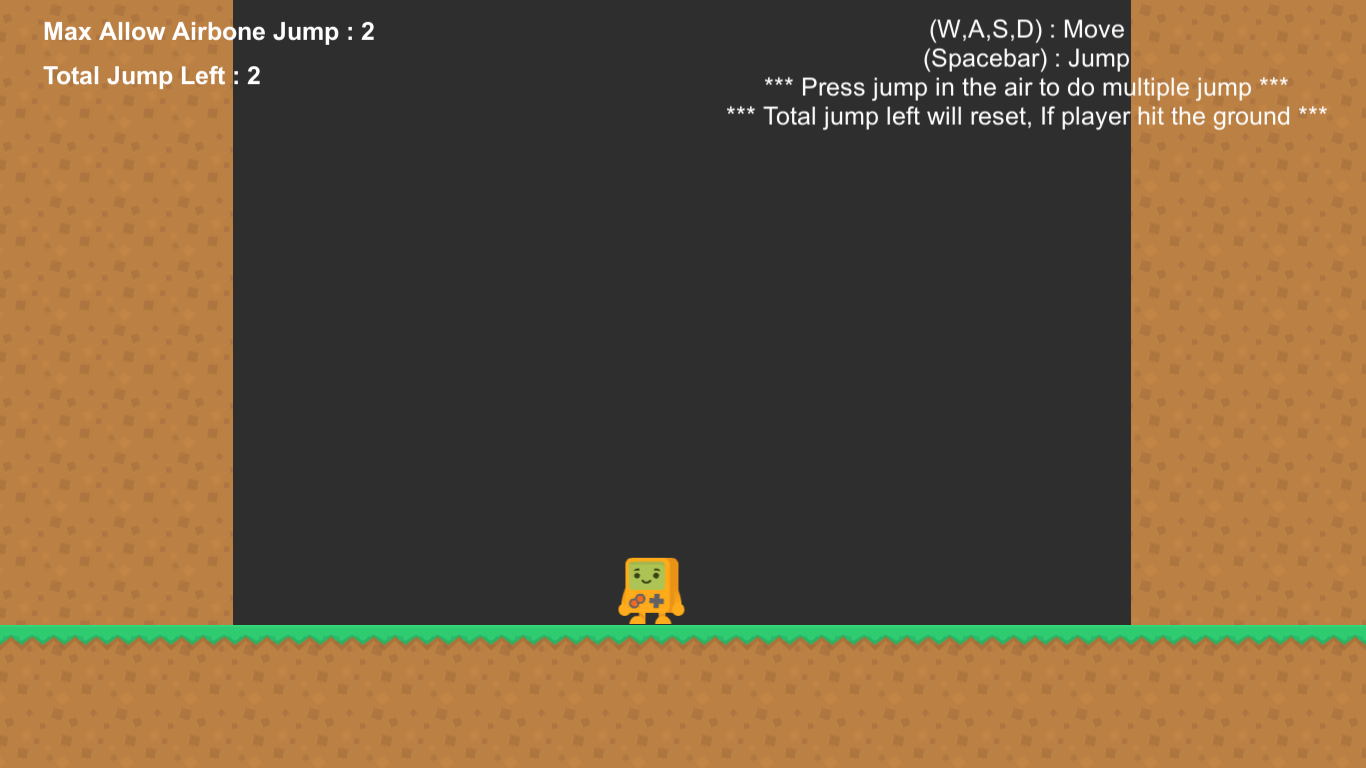 Max Allow Airbone Jump : 2
Total Jump Left : 2
(W,A,S,D) : Move
(Spacebar) : Jump
*** Press jump in the air to do multiple jump ***
*** Total jump left will reset, If player hit the ground ***